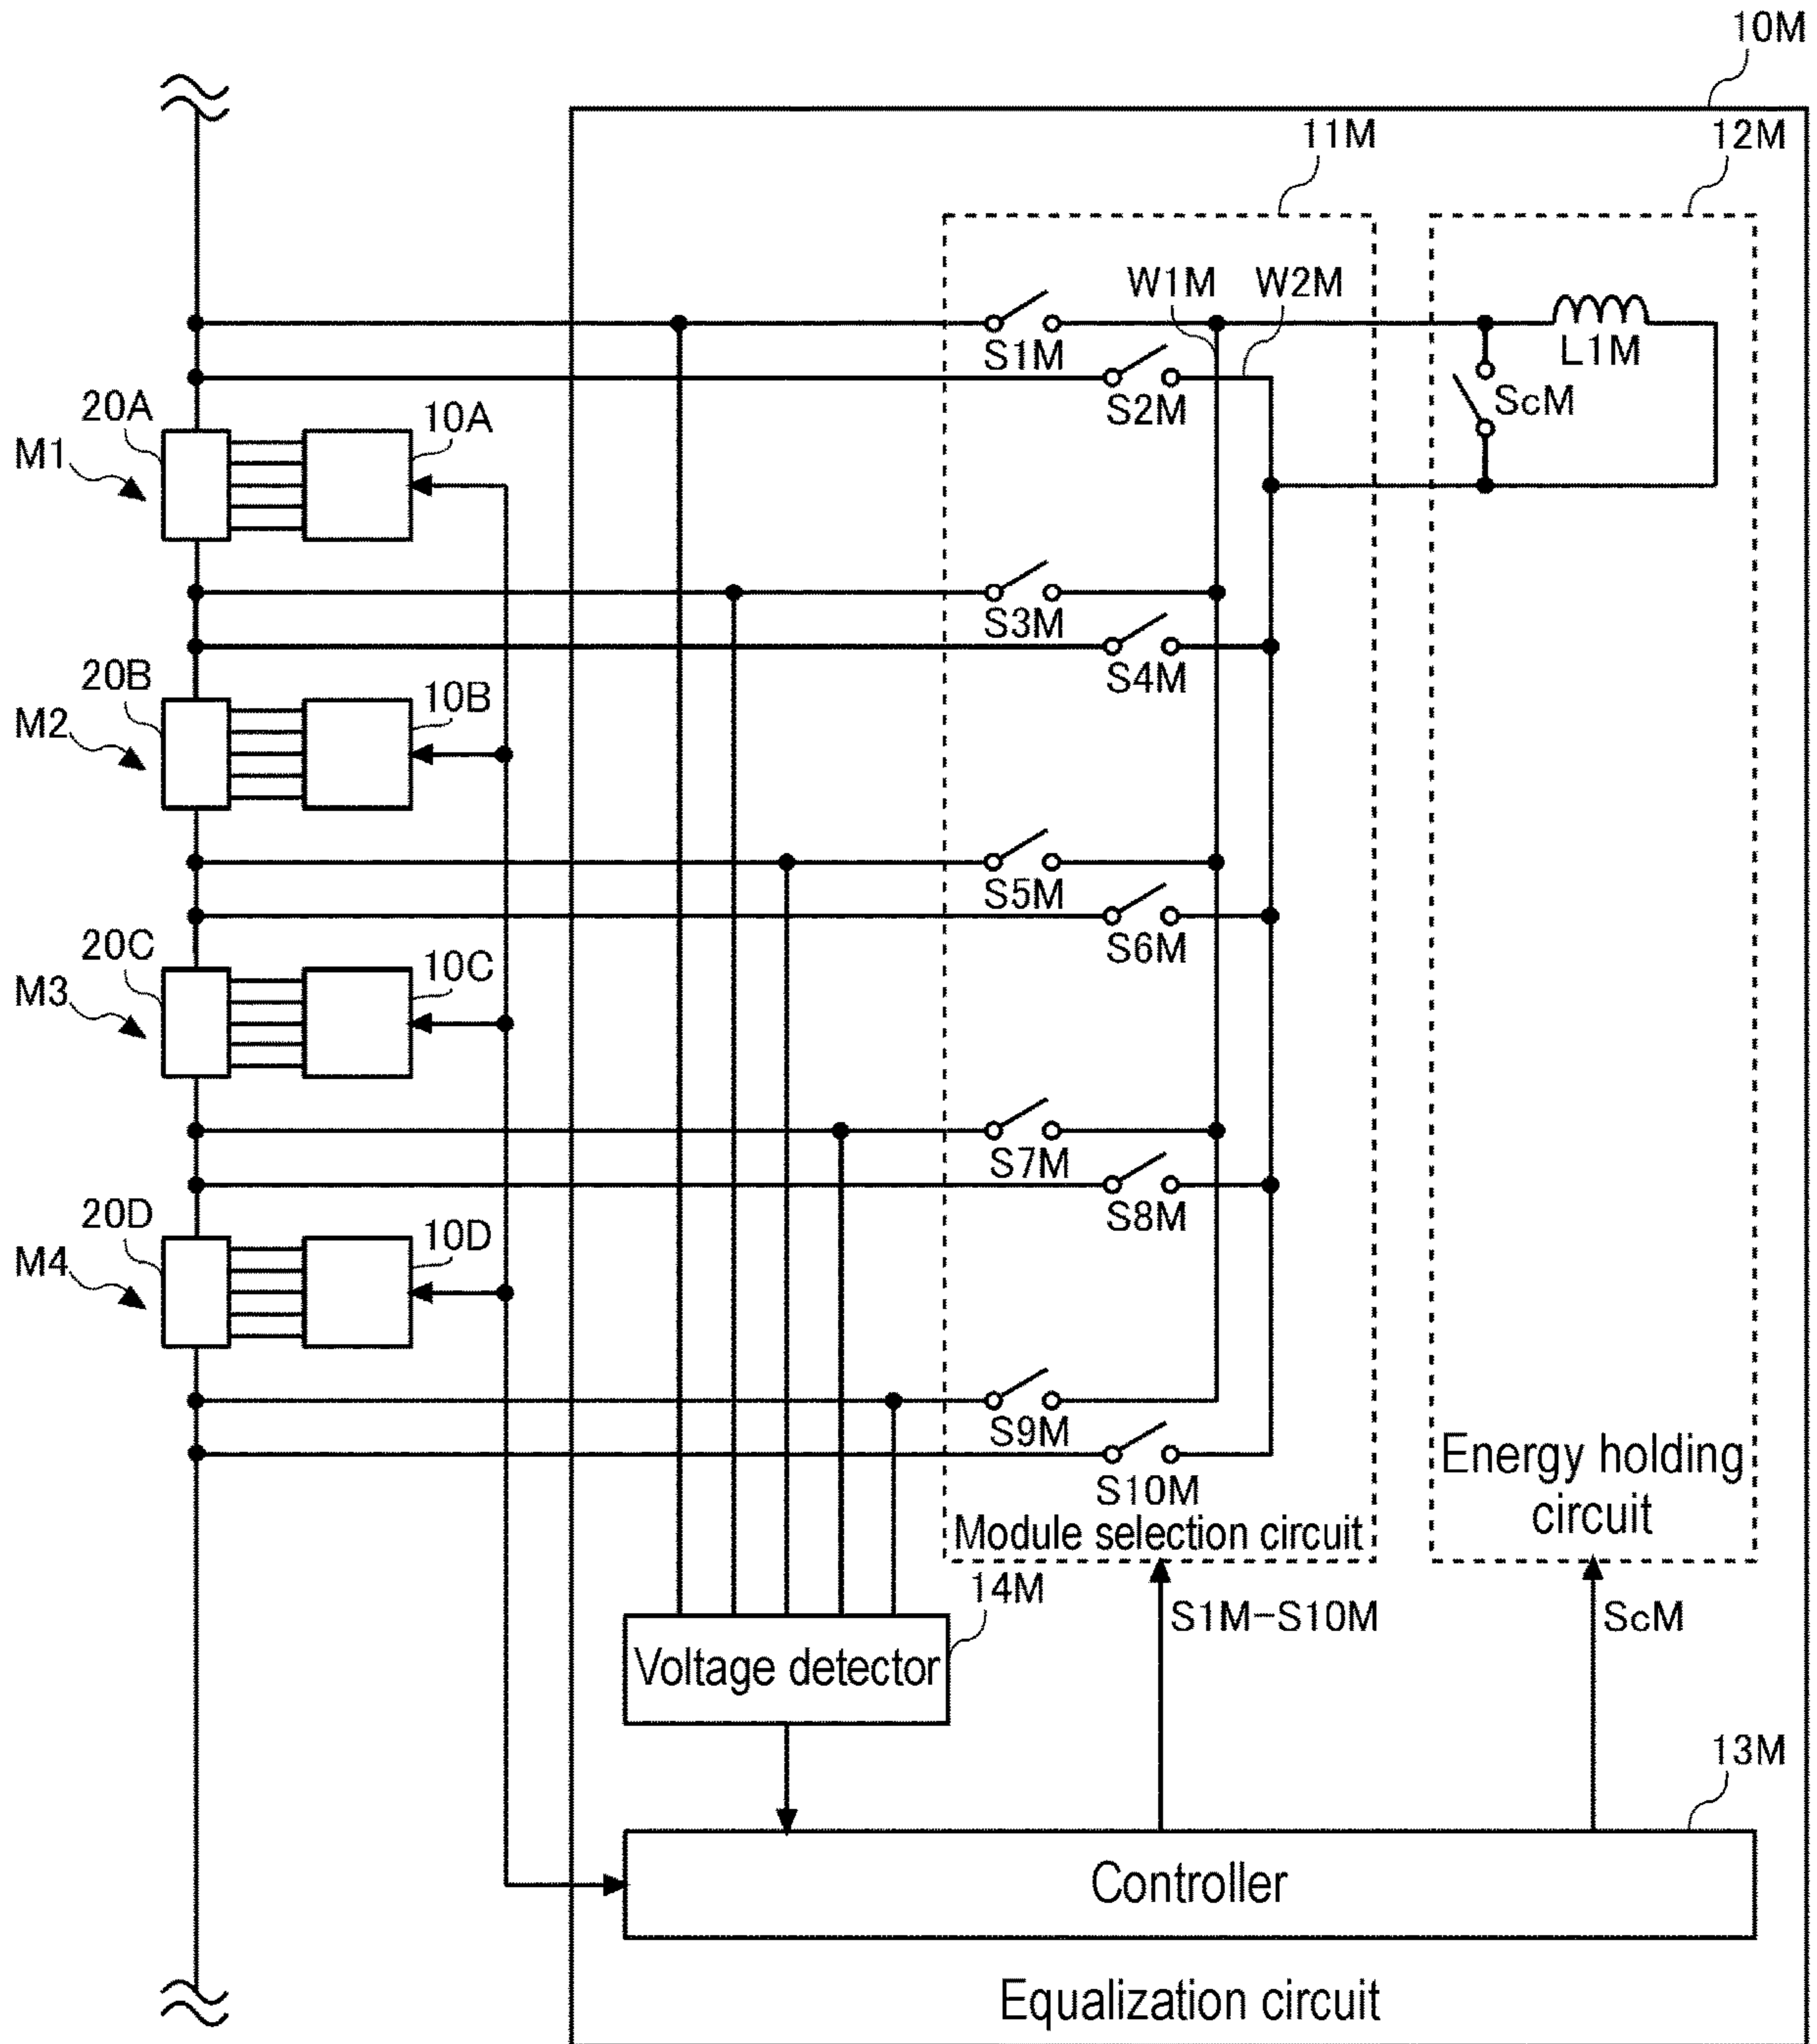 10M
11M
12M
W1M
W2M
S1M
L1M
S2M
ScM
20A
10A
M1
S3M
S4M
20B
10B
M2
S5M
S6M
20C
10C
M3
S7M
S8M
20D
10D
M4
S9M
S10M
Energy holding
circuit
Module selection circuit
14M
S1M-S10M
ScM
Voltage detector
13M
Controller
Equalization circuit